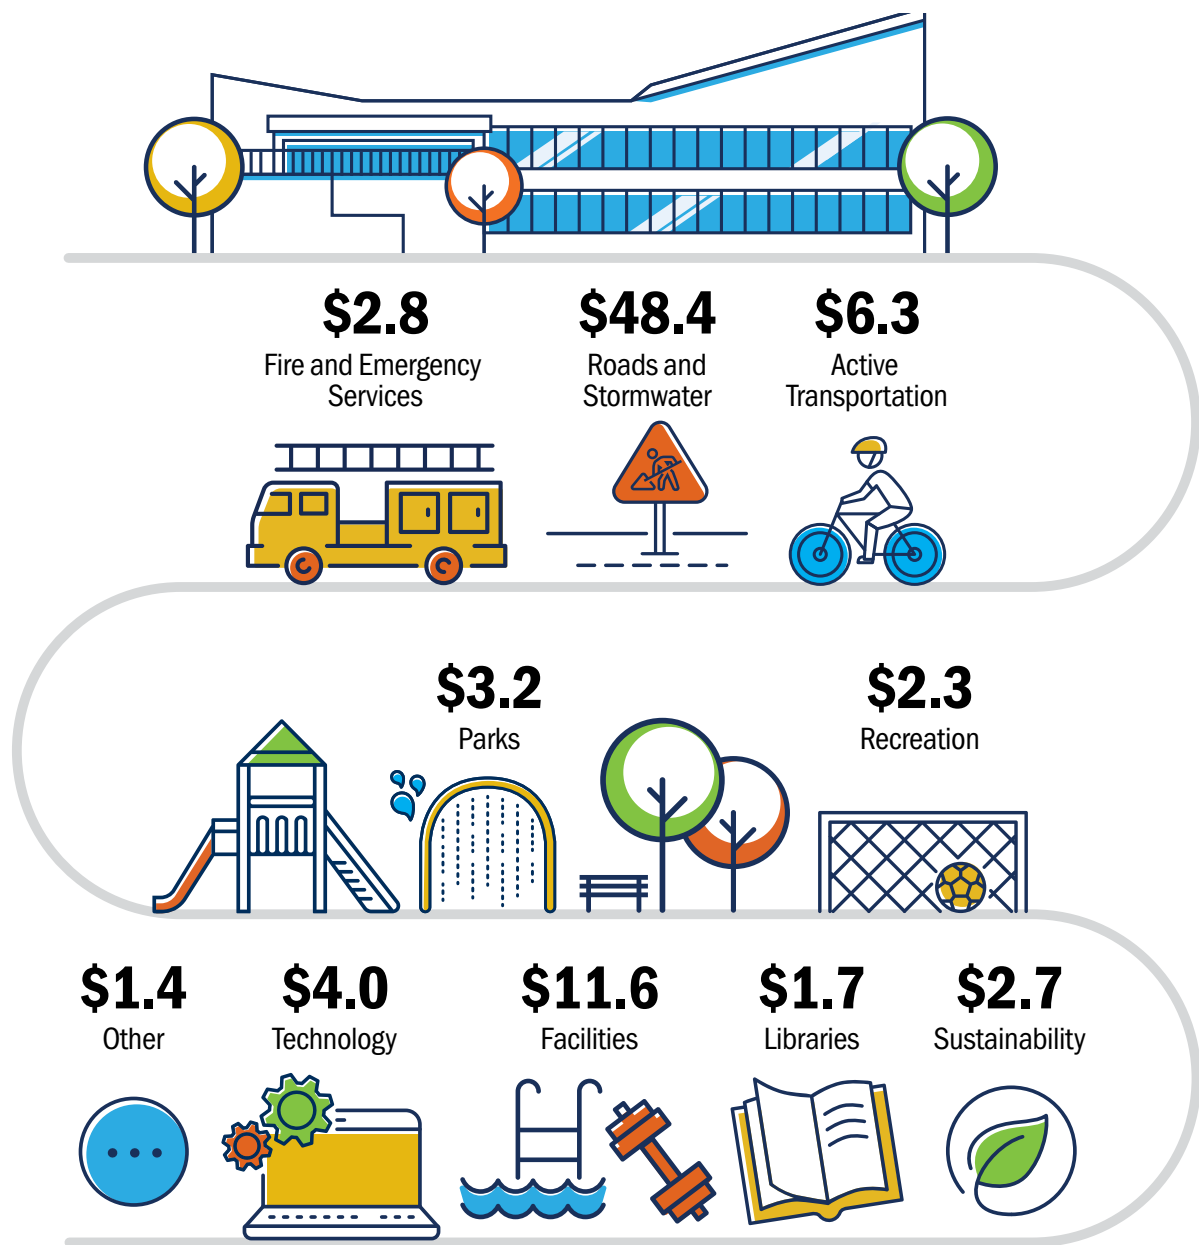 $2.8
Fire and Emergency
Services
$48.4
Roads and
Stormwater
$6.3
Active
Transportation
$3.2
Parks
$2.3
Recreation
$1.4
Other
$4.0
Technology
$11.6
Facilities
$1.7
Libraries
$2.7
Sustainability